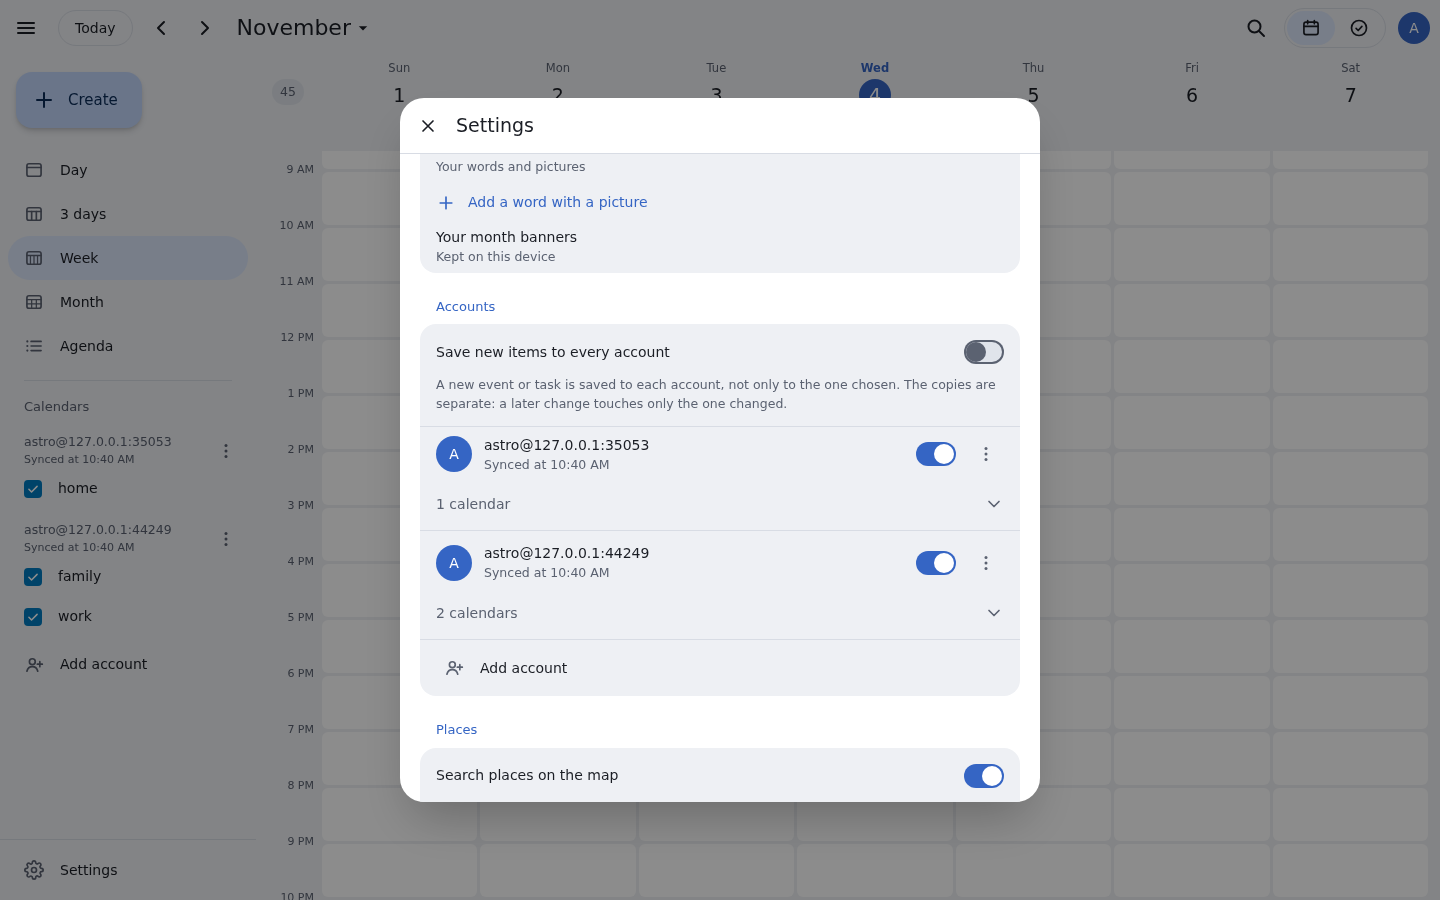 Today
November
A
Create
Day
3 days
Week
Month
Agenda
Calendars
astro@127.0.0.1:35053
Synced at 10:40 AM
home
astro@127.0.0.1:44249
Synced at 10:40 AM
family
work
Add account
Settings
45
Sun
1
Mon
2
Tue
3
Wed
4
Thu
5
Fri
6
Sat
7
9 AM
10 AM
11 AM
12 PM
1 PM
2 PM
3 PM
4 PM
5 PM
6 PM
7 PM
8 PM
9 PM
10 PM
Settings
Your words and pictures
Add a word with a picture
Your month banners
Kept on this device
Accounts
Save new items to every account
A new event or task is saved to each account, not only to the one chosen. The copies are
separate: a later change touches only the one changed.
A
astro@127.0.0.1:35053
Synced at 10:40 AM
1 calendar
A
astro@127.0.0.1:44249
Synced at 10:40 AM
2 calendars
Add account
Places
Search places on the map